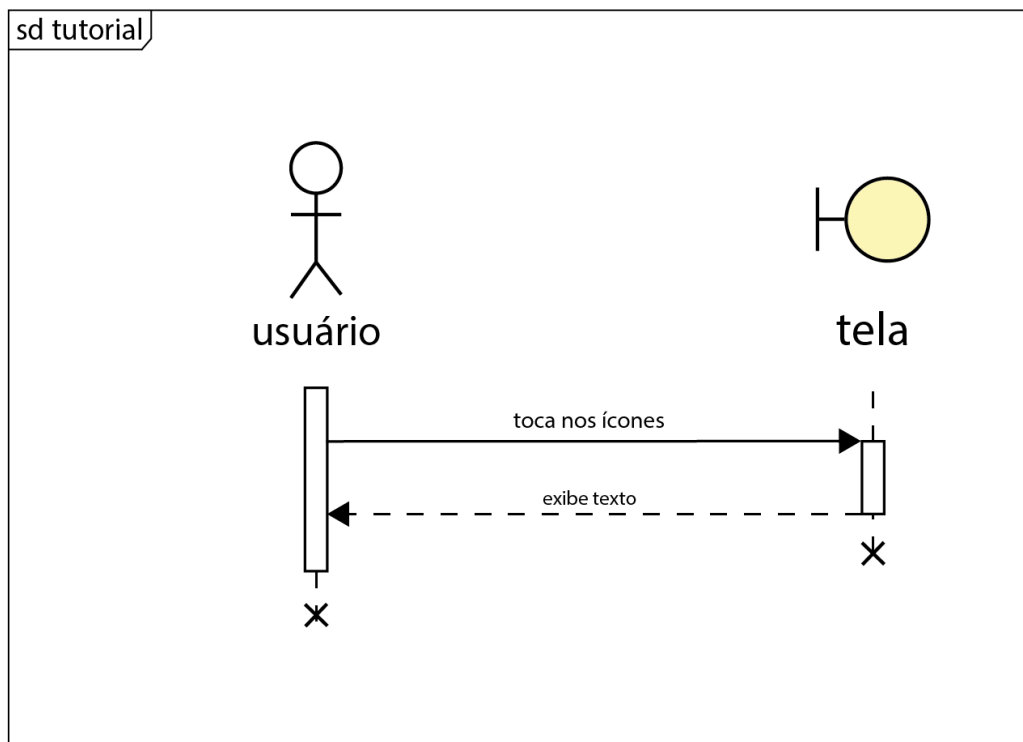 sd tutorial
usuário
tela
toca nos ícones
exibe texto